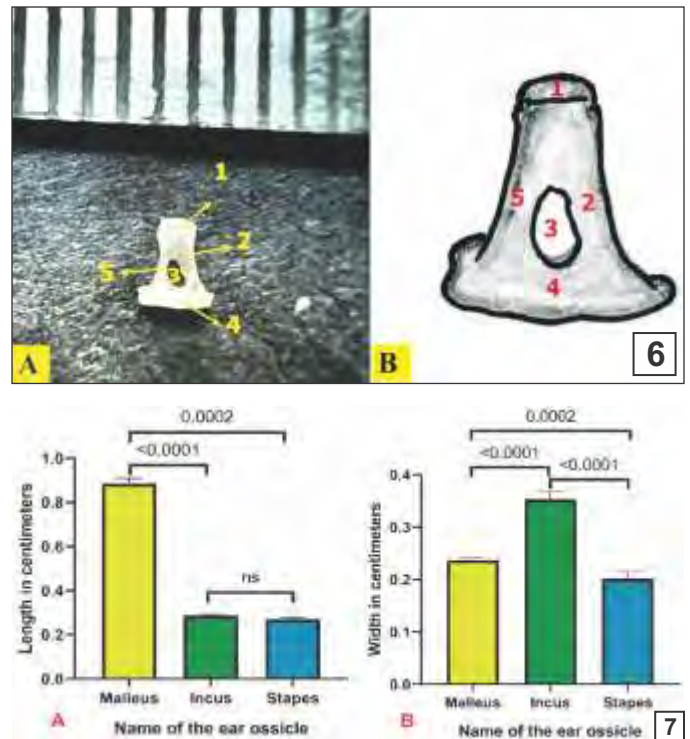 1
2
5
3
4
A
1
5
2
3
4
B
6
0.0002
<0.0001
ns
1.0
0.8
0.6
0.4
0.2
0.0
Length in centimeters
Malleus Incus Stapes
A Name of the ear ossicle
0.0002
<0.0001 <0.0001
0.4
0.3
0.2
0.1
0.0
Width in centimeters
Malleus Incus Stapes
B Name of the ear ossicle 7